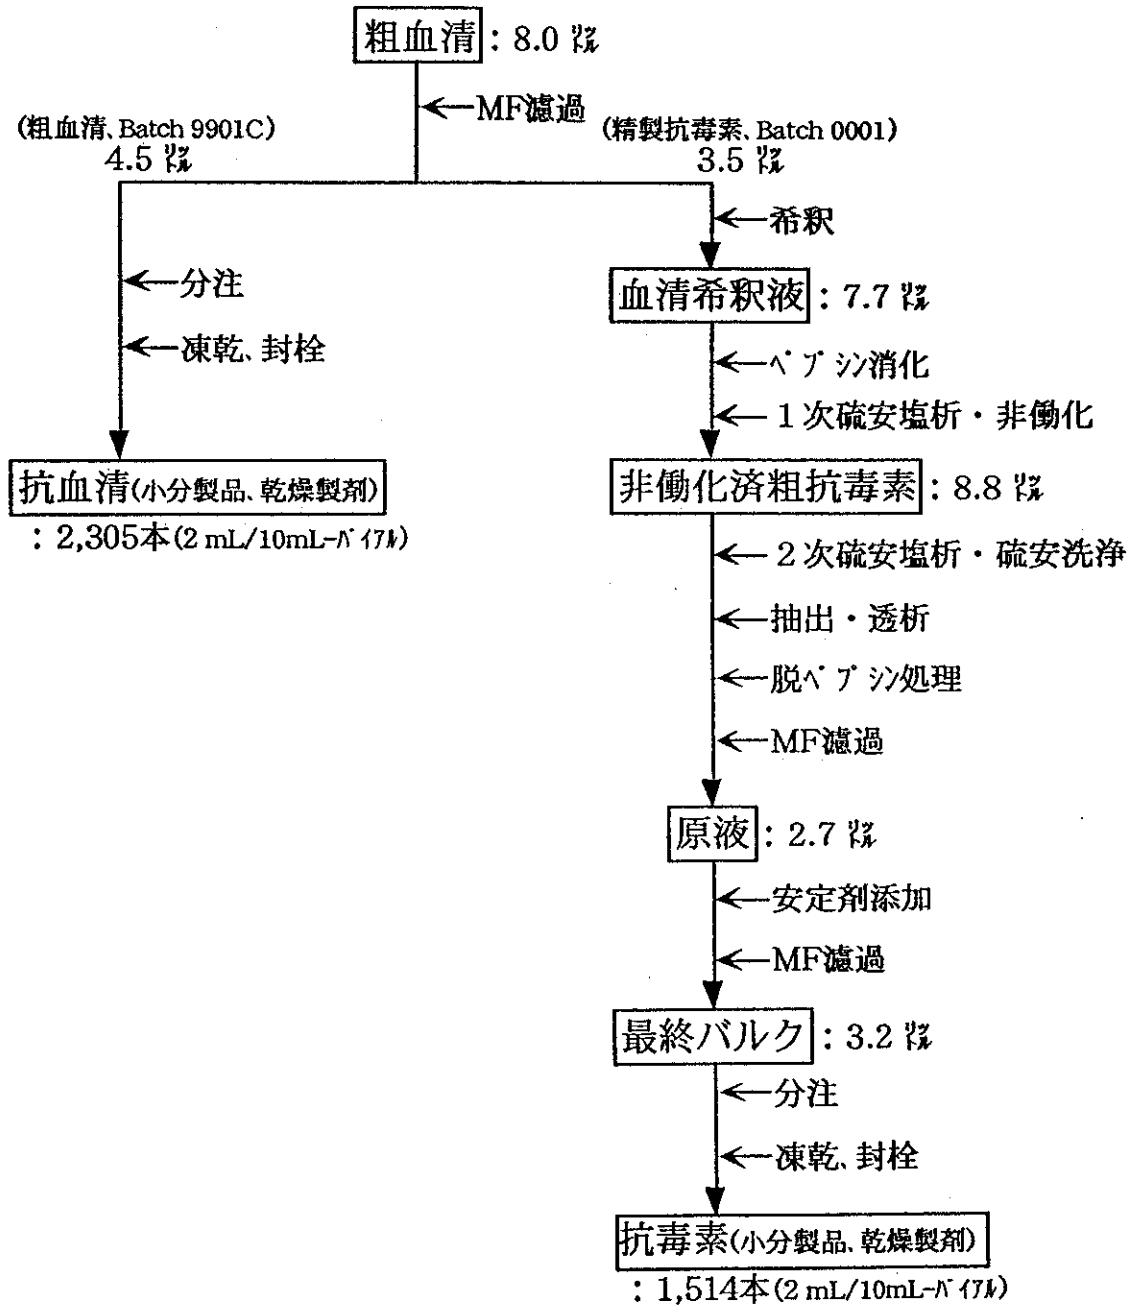 粗血清：8.0 リットル
MF濾過
(粗血清、Batch 9901C)
4.5 リットル
(精製抗毒素、Batch 0001)
3.5 リットル
希釈
分注
血清希釈液：7.7 リットル
凍乾、封栓
ペプシン消化
1次硫安塩析・非働化
抗血清(小分製品、乾燥製剤)
：2,305本(2 mL/10mL-バイアル)
非働化済粗抗毒素：8.8 リットル
2次硫安塩析・硫安洗浄
抽出・透析
脱ペプシン処理
MF濾過
原液：2.7 リットル
安定剤添加
MF濾過
最終バルク：3.2 リットル
分注
凍乾、封栓
抗毒素(小分製品、乾燥製剤)
：1,514本(2 mL/10mL-バイアル)